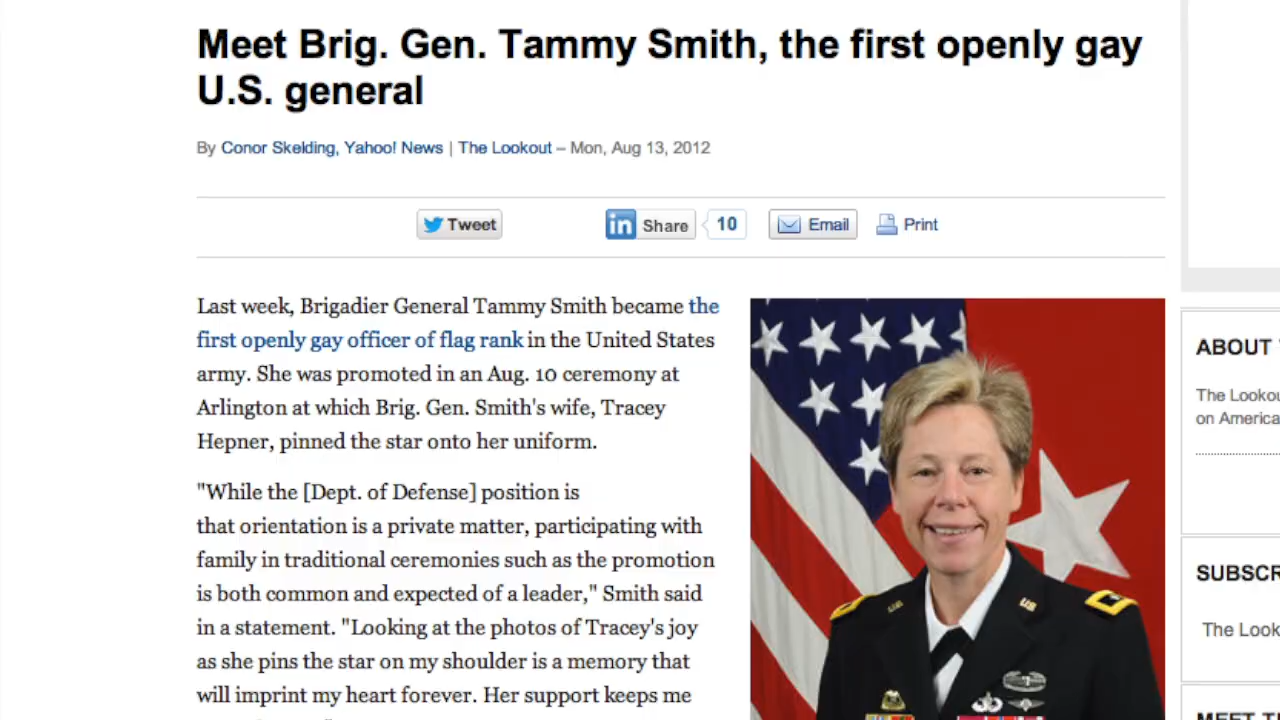 Meet Brig. Gen. Tammy Smith, the first openly gay
U.S. general
By Conor Skelding, Yahoo! News | The Lookout – Mon, Aug 13, 2012
Tweet
in Share 10
Email
Print
Last week, Brigadier General Tammy Smith became the
first openly gay officer of flag rank in the United States
army. She was promoted in an Aug. 10 ceremony at
Arlington at which Brig. Gen. Smith's wife, Tracey
Hepner, pinned the star onto her uniform.
"While the [Dept. of Defense] position is
that orientation is a private matter, participating with
family in traditional ceremonies such as the promotion
is both common and expected of a leader," Smith said
in a statement. "Looking at the photos of Tracey's joy
as she pins the star on my shoulder is a memory that
will imprint my heart forever. Her support keeps me
US
ABOUT
The Looko
on America
SUBSCR
The Look